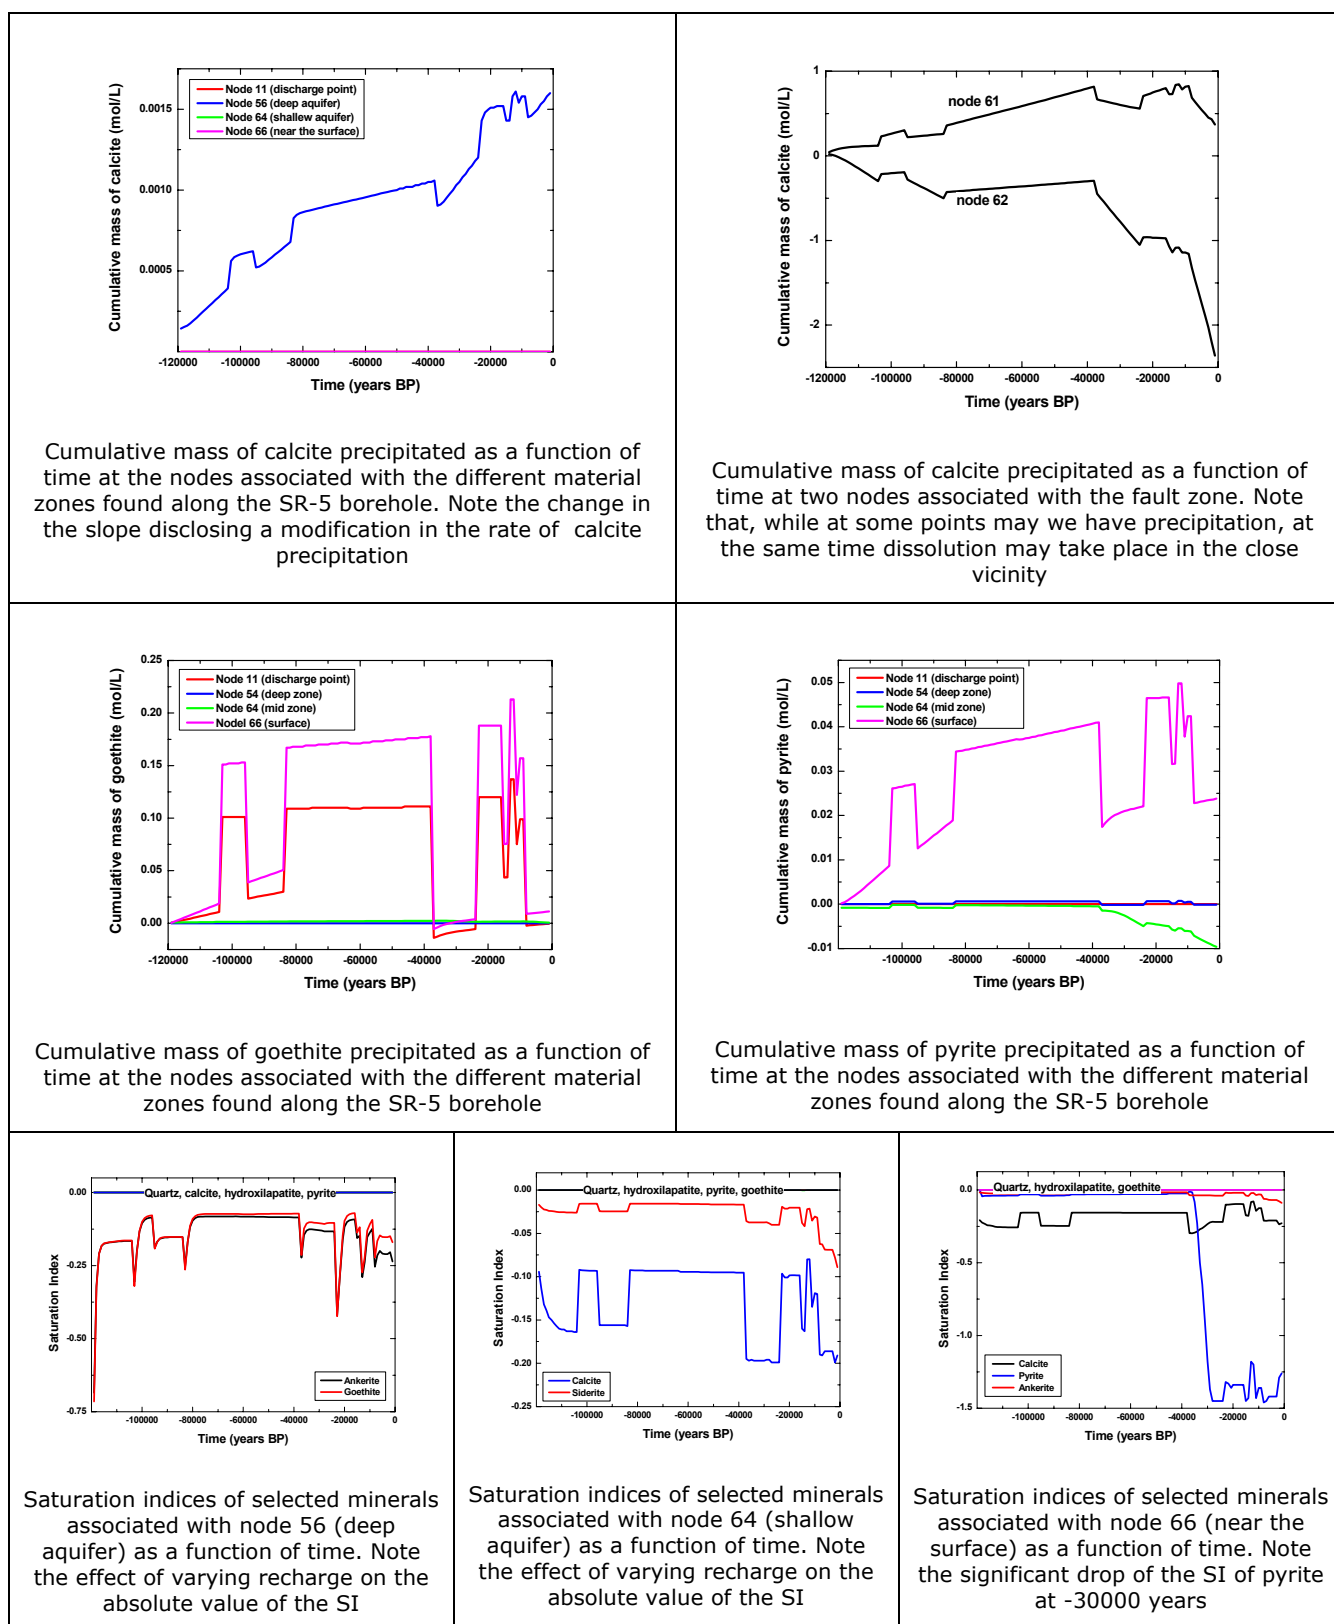 Node 11 (discharge point)
Node 56 (deep aquifer)
Node 64 (shallew aquifer)
Node 66 (near the surface)
0.0015
0.0010
0.0005
Cumulative mass of calcite (mol/L)
-120000 -100000 -80000 -60000 -40000 -20000 0
Time (years BP)
Cumulative mass of calcite precipitated as a function of
time at the nodes associated with the different material
zones found along the SR-5 borehole. Note the change in
the slope disclosing a modification in the rate of calcite
precipitation
1
0
-1
-2
Cumulative mass of calcite (mol/L)
node 61
node 62
-120000 -100000 -80000 -60000 -40000 -20000 0
Time (years BP)
Cumulative mass of calcite precipitated as a function of
time at two nodes associated with the fault zone. Note
that, while at some points may we have precipitation, at
the same time dissolution may take place in the close
vicinity
0.25
0.20
0.15
0.10
0.05
0.00
Cumulative mass of goethite (mol/L)
Node 11 (discharge point)
Node 54 (deep zone)
Node 64 (mid zone)
Nodel 66 (surface)
-120000 -100000 -80000 -60000 -40000 -20000 0
Time (years BP)
Cumulative mass of goethite precipitated as a function of
time at the nodes associated with the different material
zones found along the SR-5 borehole
0.05
0.04
0.03
0.02
0.01
0.00
-0.01
Cumulative mass of pyrite (mol/L)
Node 11 (discharge point)
Node 54 (deep zone)
Node 64 (mid zone)
Node 66 (surface)
-100000 -80000 -60000 -40000 -20000 0
Time (years BP)
Cumulative mass of pyrite precipitated as a function of
time at the nodes associated with the different material
zones found along the SR-5 borehole
0.00
-0.25
-0.50
-0.75
Saturation Index
Quartz, calcite, hydroxilapatite, pyrite
Ankerite
Goethite
-100000 -80000 -60000 -40000 -20000 0
Time (years BP)
Saturation indices of selected minerals
associated with node 56 (deep
aquifer) as a function of time. Note
the effect of varying recharge on the
absolute value of the SI
0.00
-0.05
-0.10
-0.15
-0.20
-0.25
Saturation Index
Quartz, hydroxilapatite, pyrite, goethite
Calcite
Siderite
-100000 -80000 -60000 -40000 -20000 0
Time (years BP)
Saturation indices of selected minerals
associated with node 64 (shallow
aquifer) as a function of time. Note
the effect of varying recharge on the
absolute value of the SI
0.0
-0.5
-1.0
-1.5
Saturation Index
Quartz, hydroxilapatite, goethite
Calcite
Pyrite
Ankerite
-100000 -80000 -60000 -40000 -20000 0
Time (years BP)
Saturation indices of selected minerals
associated with node 66 (near the
surface) as a function of time. Note
the significant drop of the SI of pyrite
at -30000 years